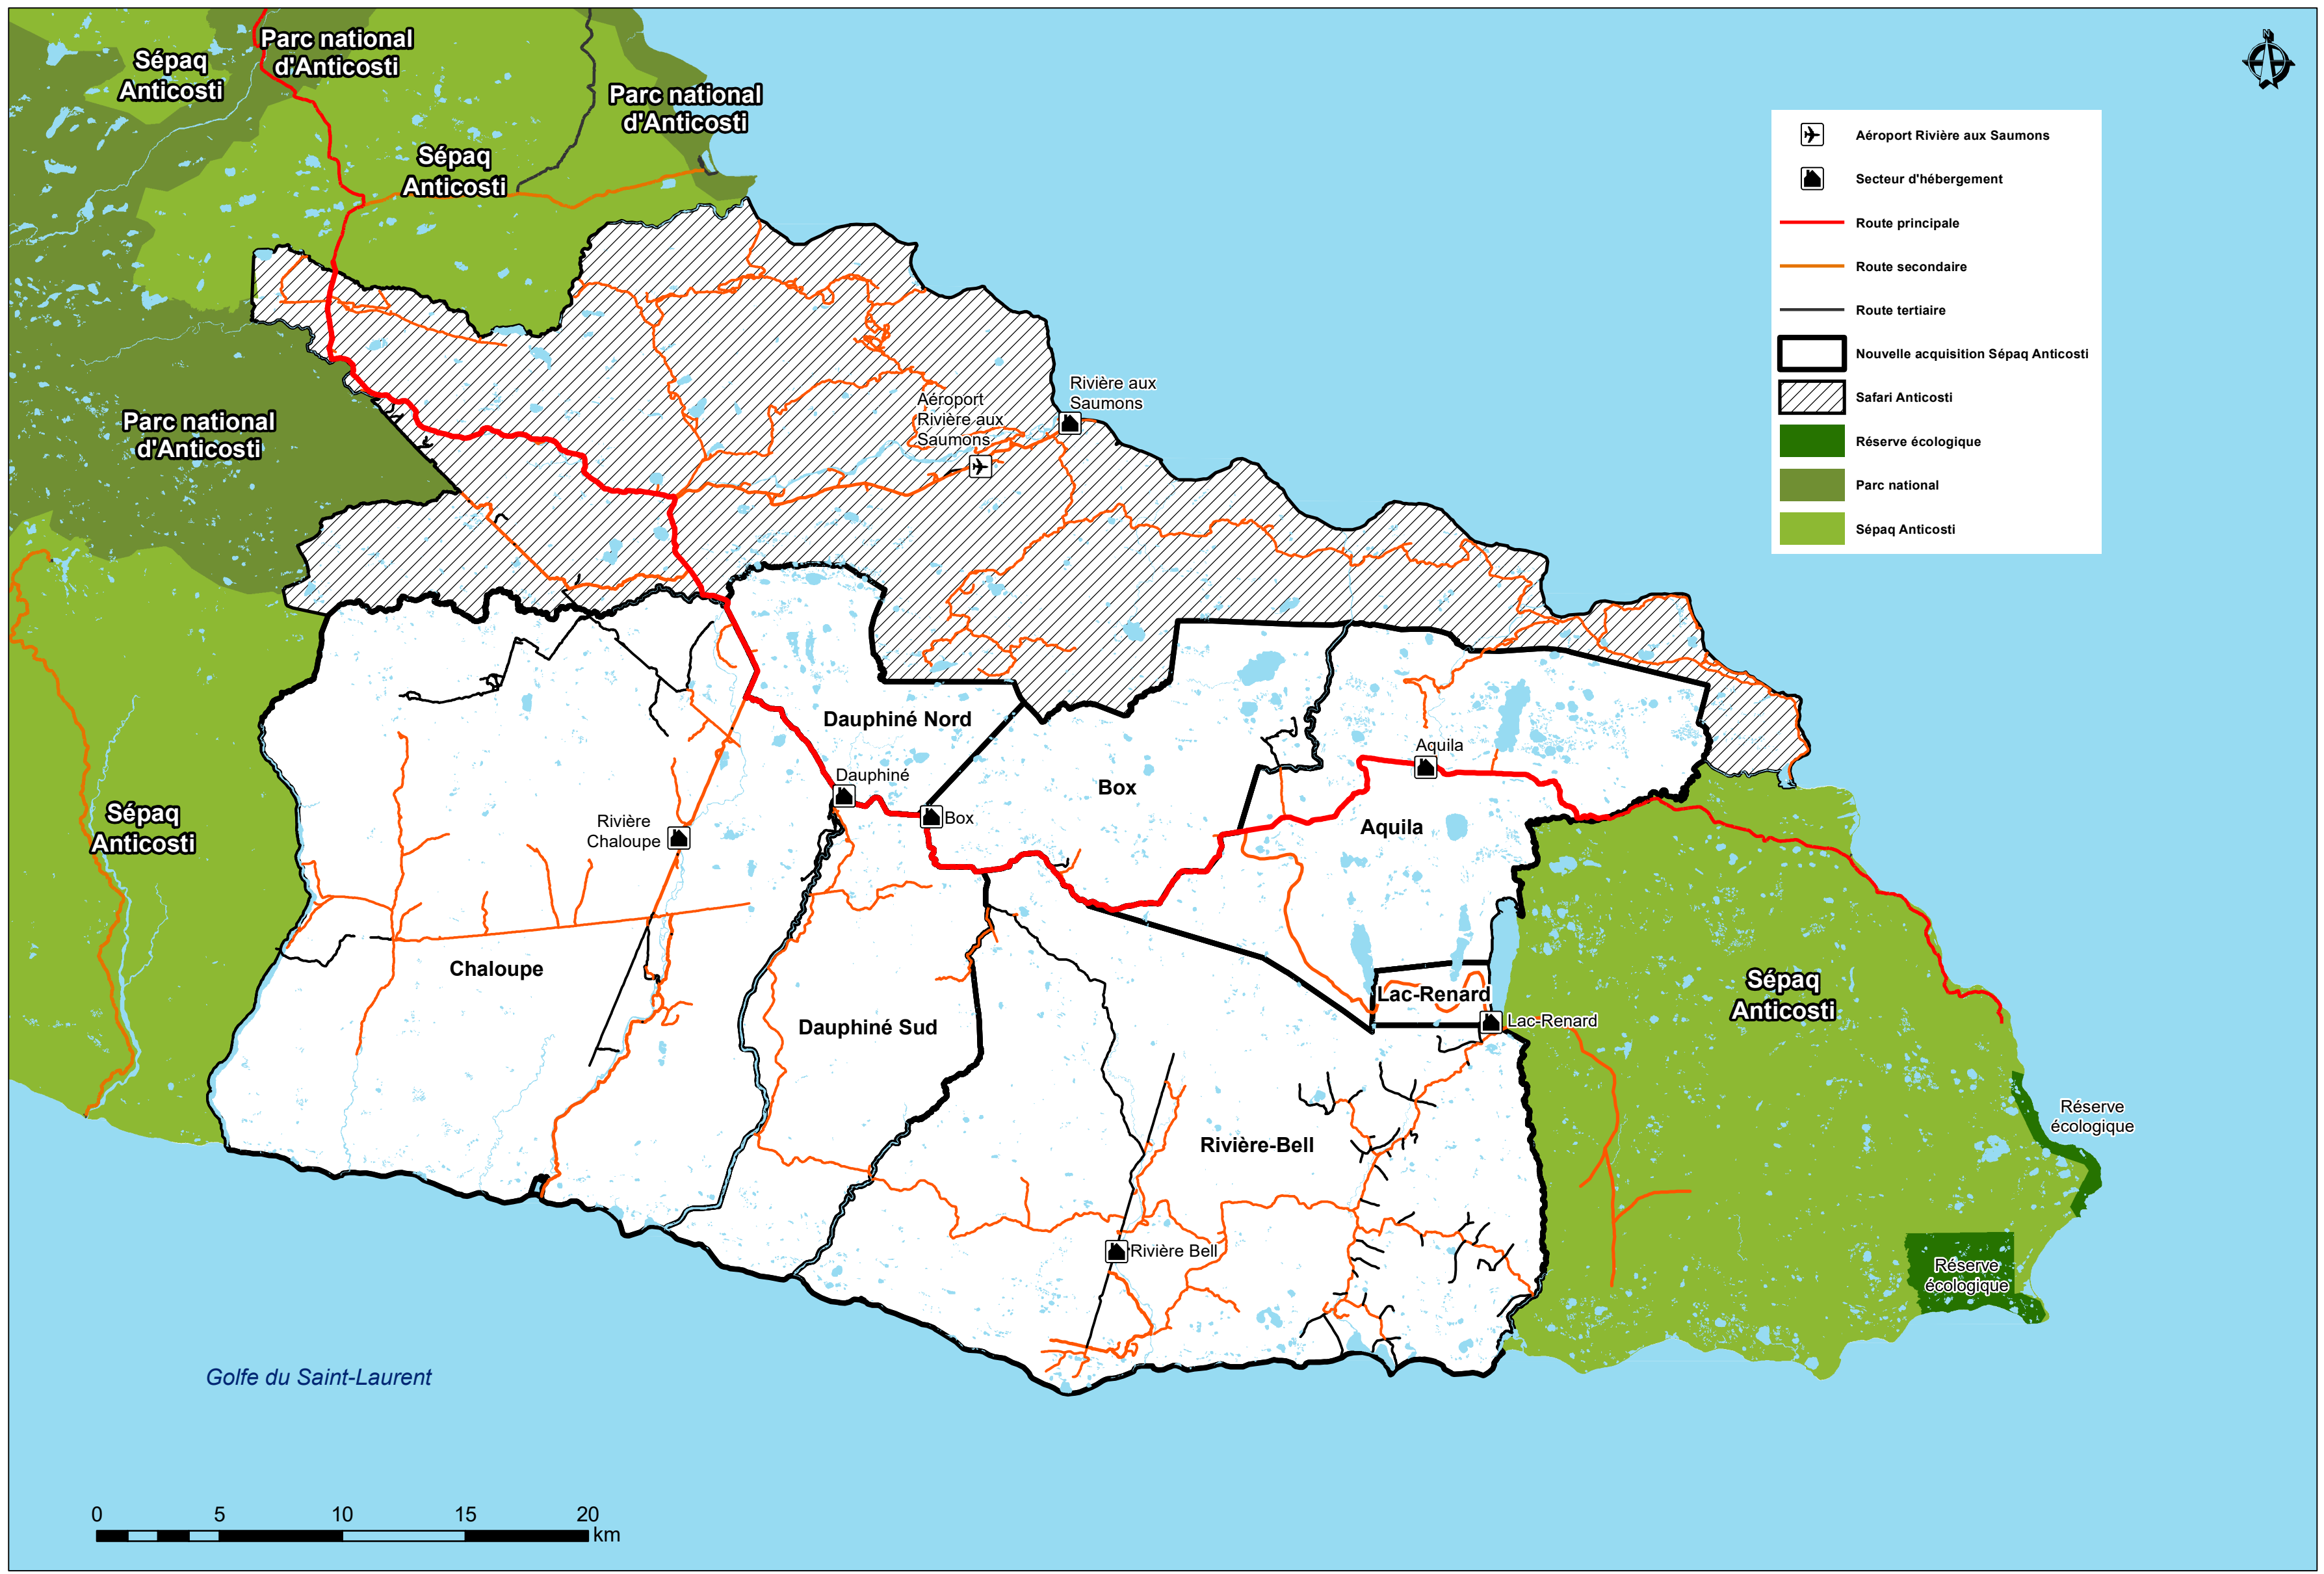 Parc national
d'Anticosti
Sépaq
Anticosti
Parc national
d'Anticosti
Sépaq
Anticosti
N
Aéroport Rivière aux Saumons
Secteur d'hébergement
Route principale
Route secondaire
Route tertiaire
Nouvelle acquisition Sépaq Anticosti
Safari Anticosti
Réserve écologique
Parc national
Sépaq Anticosti
Rivière aux
Saumons
Aéroport
Rivière aux
Saumons
Parc national
d'Anticosti
Dauphiné Nord
Aquila
Dauphiné
Box
Box
Sépaq
Anticosti
Rivière
Chaloupe
Aquila
Chaloupe
Lac-Renard
Sépaq
Anticosti
Lac-Renard
Dauphiné Sud
Réserve
écologique
Rivière-Bell
Rivière Bell
Réserve
écologique
Golfe du Saint-Laurent
0 5 10 15 20
km